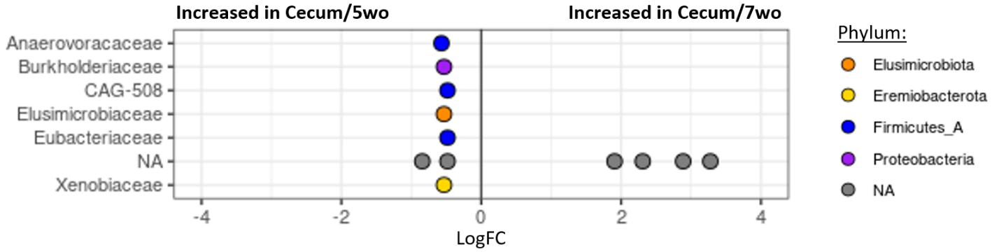 Increased in Cecum/5wo
Increased in Cecum/7wo
Anaerovoracaceae
Burkholderiaceae
CAG-508
Elusimicrobiaceae
Eubacteriaceae
NA
Xenobiaceae
-4
-2
0
2
4
LogFC
Phylum:
Elusimicrobiota
Eremiobacterota
Firmicutes_A
Proteobacteria
NA